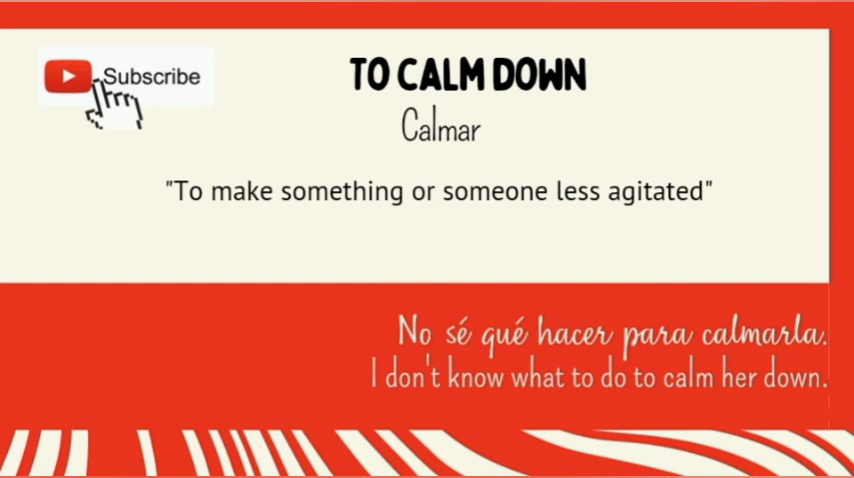 Subscribe
TO CALM DOWN
Calmar
"To make something or someone less agitated"
No sé qué hacer para calmarla.
I don't know what to do to calm her down.